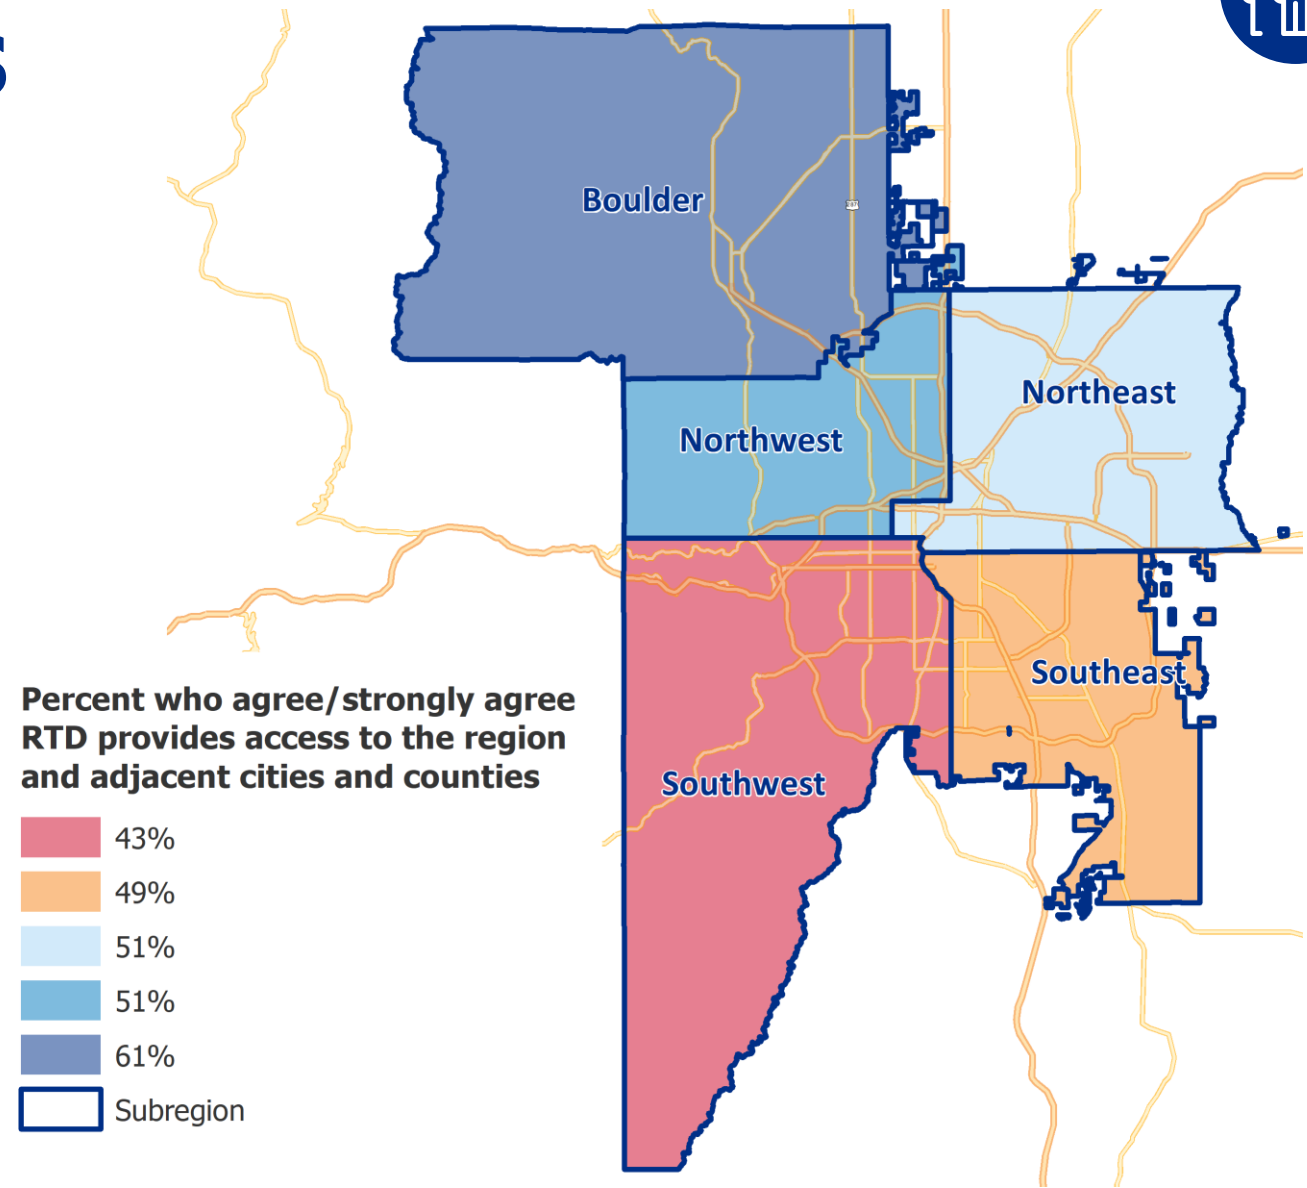 Boulder
Northeast
Northwest
Southeast
Southwest
Percent who agree/strongly agree
RTD provides access to the region
and adjacent cities and counties
43%
49%
51%
51%
61%
Subregion